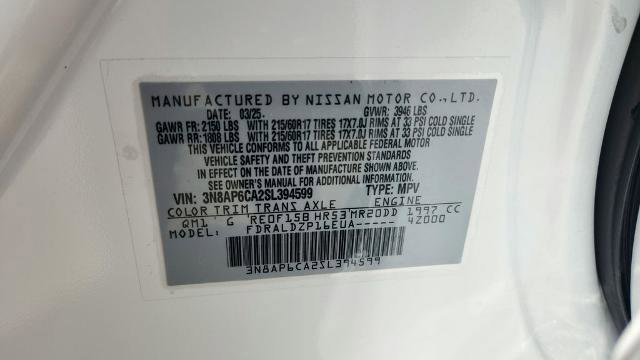 MANUFACTURED BY NISSAN MOTOR CO.,LTD.
DATE: 03/25. GVWR: 3946 LBS
GAWR FR: 2150 LBS WITH 215/60R17 TIRES 17X7.0J RIMS AT 33 PSI COLD SINGLE
GAWR RR: 1808 LBS WITH 215/60R17 TIRES 17X7.0J RIMS AT 33 PSI COLD SINGLE
THIS VEHICLE CONFORMS TO ALL APPLICABLE FEDERAL MOTOR
VEHICLE SAFETY AND BUMPER STANDARDS
IN EFFECT ON THE DATE OF MANUFACTURE SHOWN ABOVE.
SEE OWNER'S MANUAL FOR ADDITIONAL INFORMATION.
VIN: 3N8AP6CA2SL394599 TYPE: MPV
COLOR TRIM TRANS AXLE ENGINE
QM1 G RE0F15B HR53 MR20DD 1997 CC
MODEL: FDRALDZP16EUA----- 42000
3N8AP6CA2SL394599